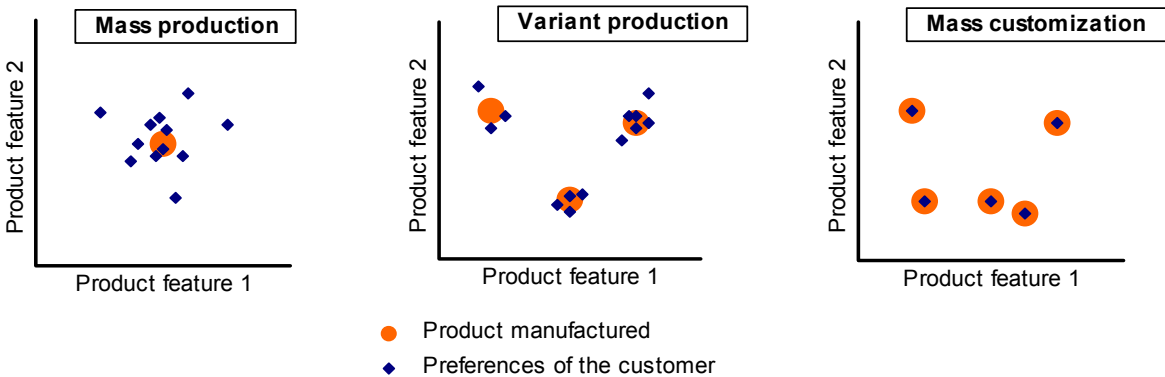 Mass production
Variant production
Mass customization
Product feature 2
Product feature 1
Product feature 2
Product feature 1
Product feature 2
Product feature 1
Product manufactured
Preferences of the customer